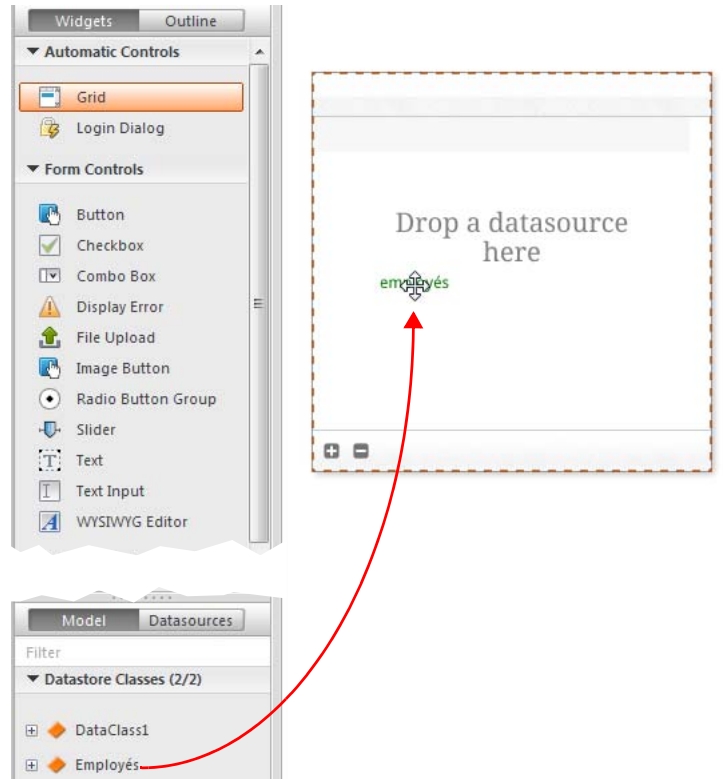 Widgets Outline
Automatic Controls
Grid
Login Dialog
Form Controls
Button
Checkbox
Combo Box
Display Error
File Upload
Image Button
Radio Button Group
Slider
Text
Text Input
WYSIWYG Editor
Drop a datasource
here
employés
Model Datasources
Filter
Datastore Classes (2/2)
DataClass1
Employés